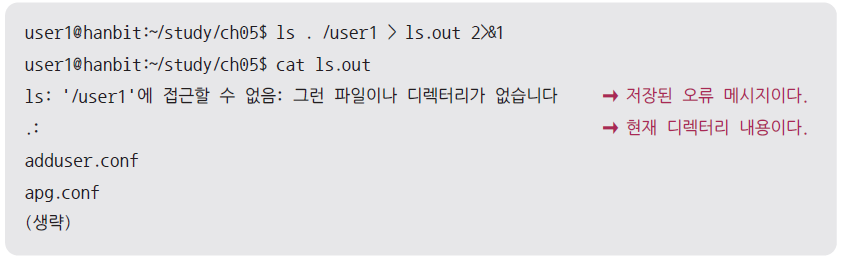 user1@hanbit:~/study/ch05$ ls . /user1 > ls.out 2>&1
user1@hanbit:~/study/ch05$ cat ls.out
ls: '/user1'에 접근할 수 없음: 그런 파일이나 디렉터리가 없습니다 → 저장된 오류 메시지이다.
.: → 현재 디렉터리 내용이다.
adduser.conf
apg.conf
(생략)